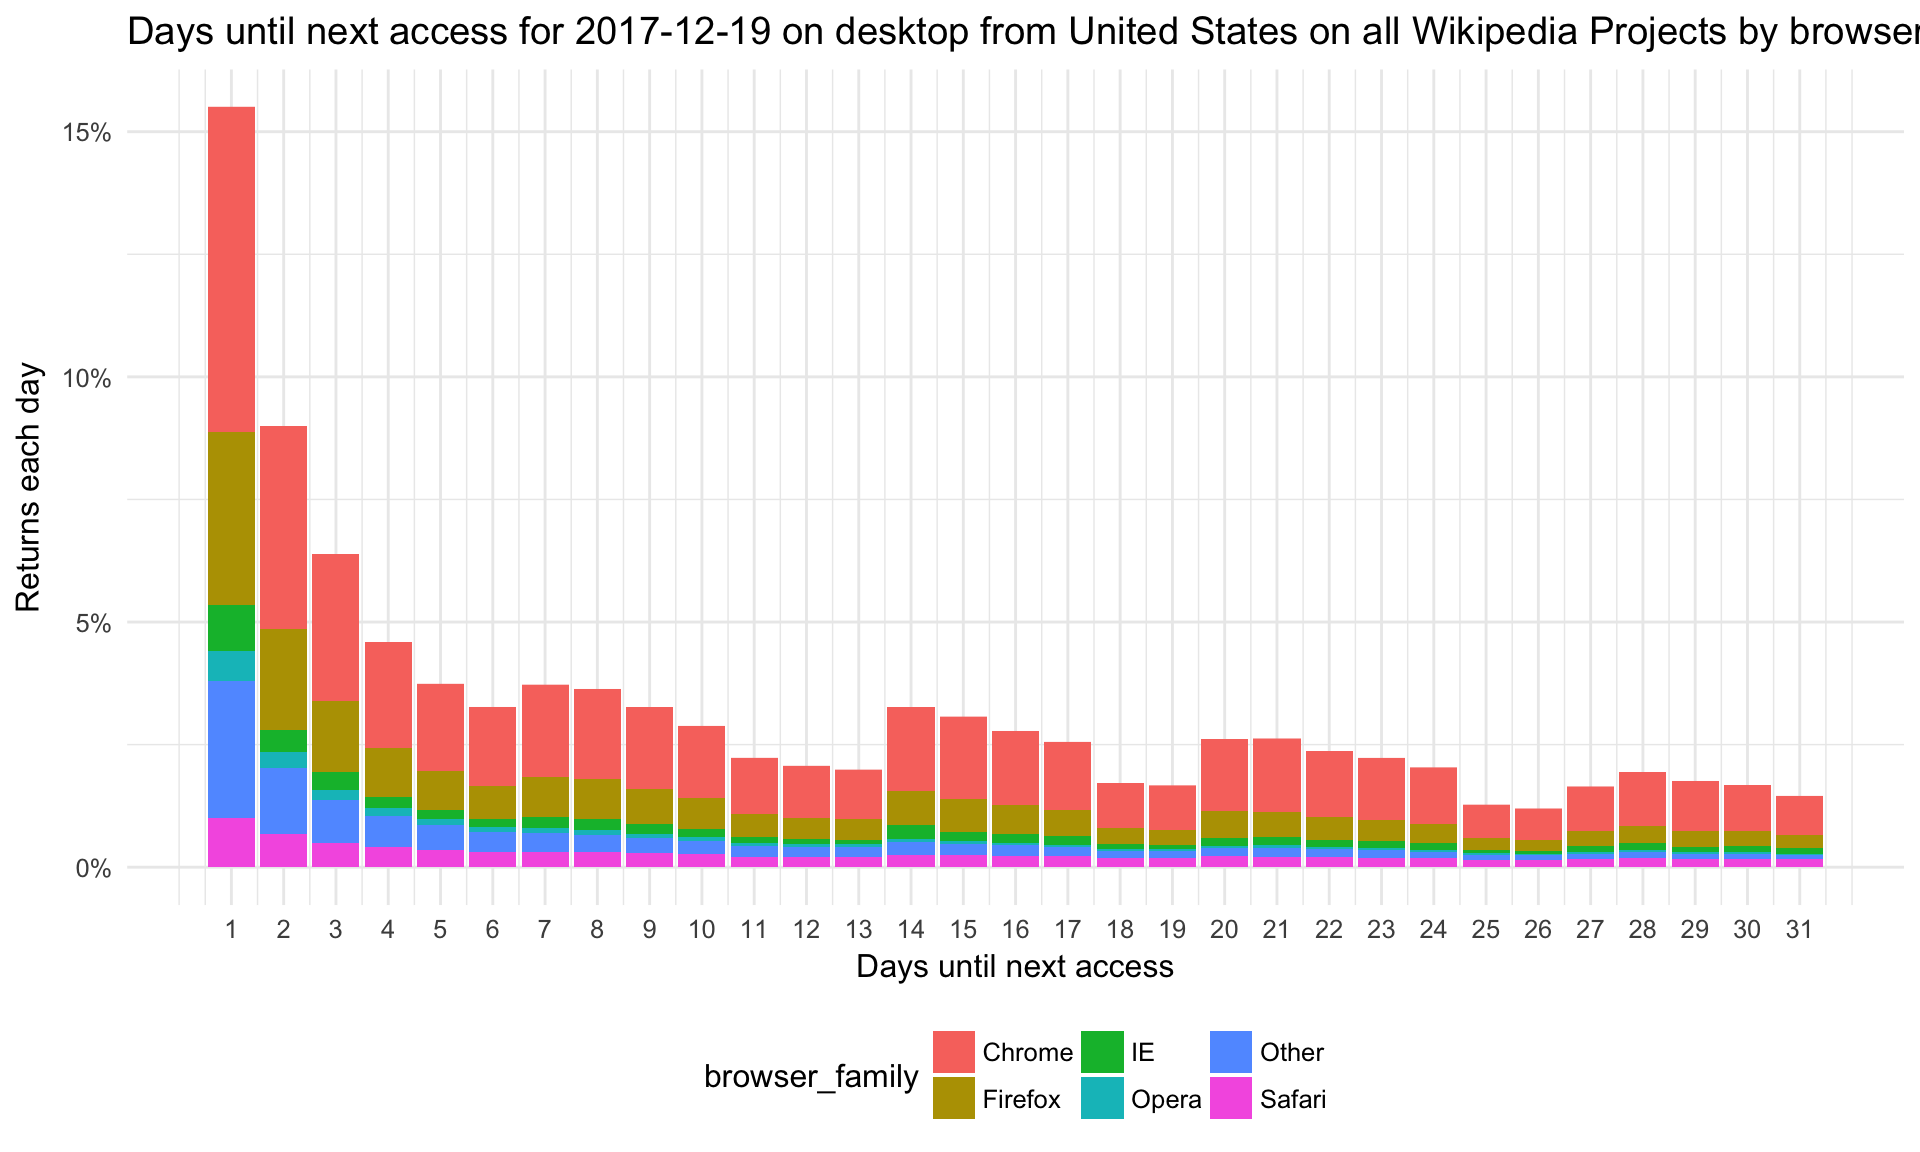 Days until next access for 2017-12-19 on desktop from United States on all Wikipedia Projects by browser
15%
10%
5%
0%
Returns each day
1 2 3 4 5 6 7 8 9 10 11 12 13 14 15 16 17 18 19 20 21 22 23 24 25 26 27 28 29 30 31
Days until next access
browser_family
Chrome IE Other
Firefox Opera Safari